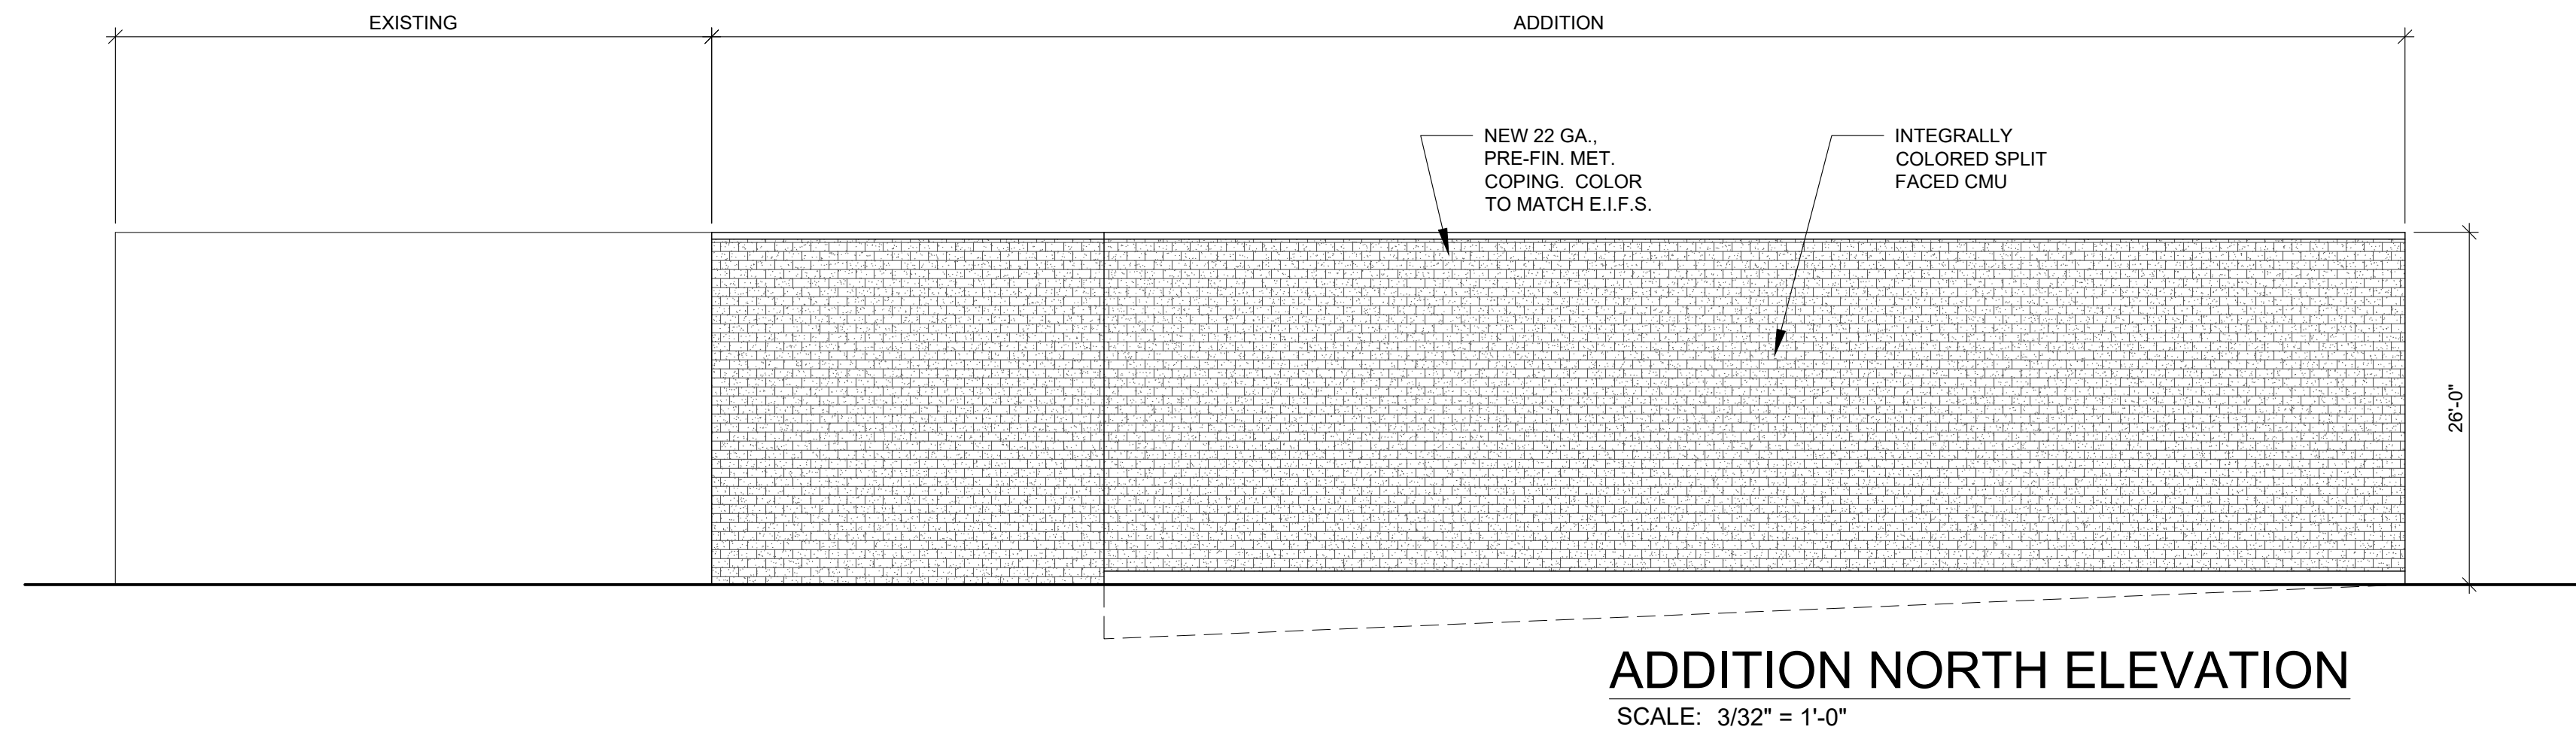 EXISTING
ADDITION
NEW 22 GA.,
PRE-FIN. MET.
COPING.  COLOR
TO MATCH E.I.F.S.
INTEGRALLY
COLORED SPLIT
FACED CMU
26'-0"
ADDITION NORTH ELEVATION
SCALE:  3/32" = 1'-0"